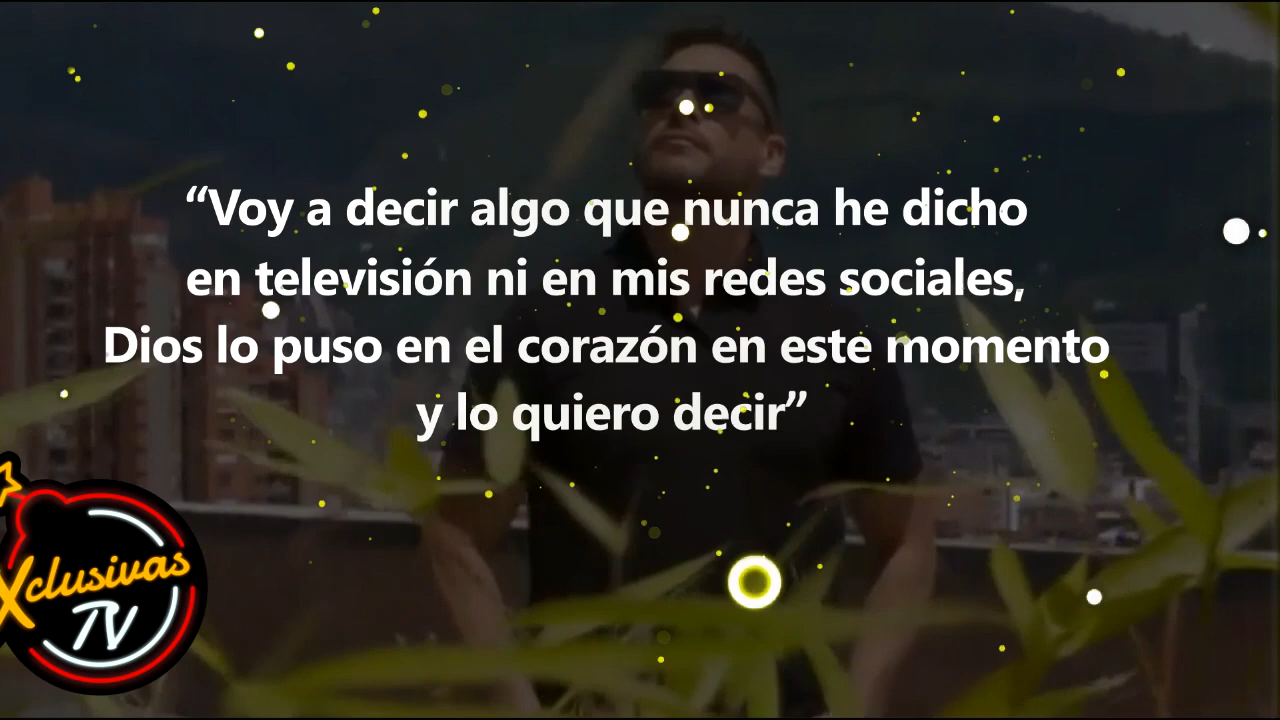 “Voy a decir algo que nunca he dicho
en televisión ni en mis redes sociales,
Dios lo puso en el corazón en este momento
y lo quiero decir”
Xclusivas
TV